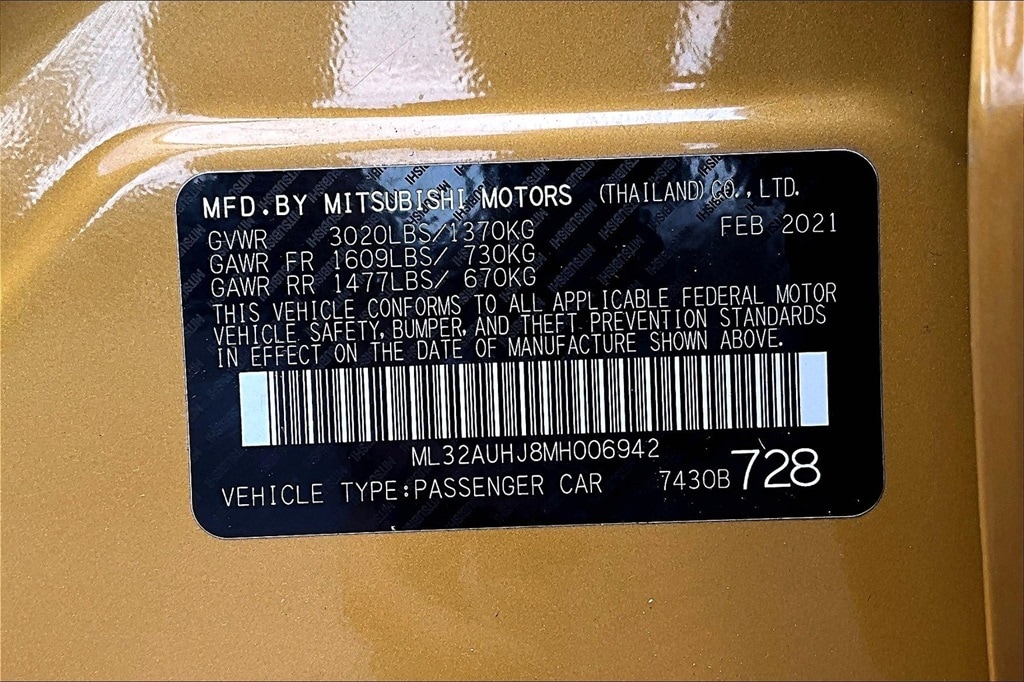 MFD.BY MITSUBISHI MOTORS (THAILAND)CO.,LTD.
GVWR 3020LBS/1370KG FEB 2021
GAWR FR 1609LBS/ 730KG
GAWR RR 1477LBS/ 670KG
THIS VEHICLE CONFORMS TO ALL APPLICABLE FEDERAL MOTOR
VEHICLE SAFETY, BUMPER, AND THEFT PREVENTION STANDARDS
IN EFFECT ON THE DATE OF MANUFACTURE SHOWN ABOVE.
ML32AUHJ8MH006942
VEHICLE TYPE:PASSENGER CAR 7430B 728